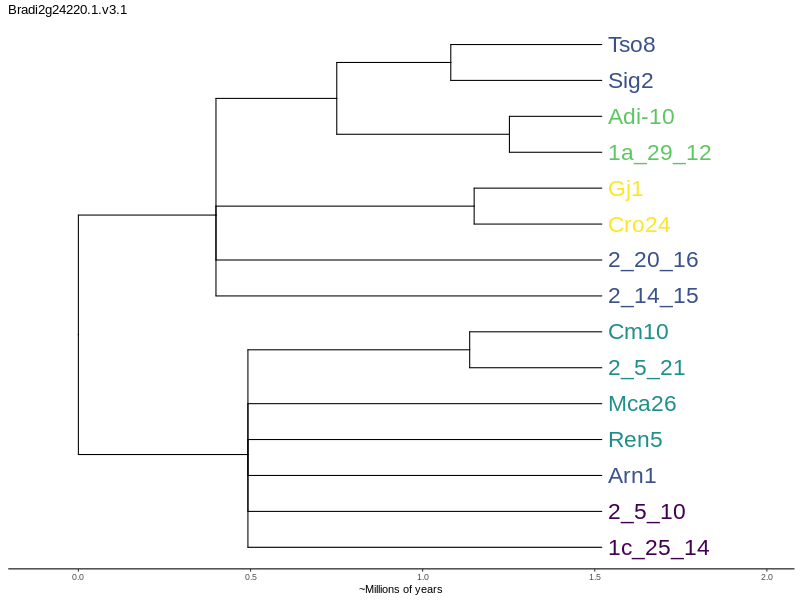 Bradi2g24220.1.v3.1
Tso8
Sig2
Adi-10
1a_29_12
Gj1
Cro24
2_20_16
2_14_15
Cm10
2_5_21
Mca26
Ren5
Arn1
2_5_10
1c_25_14
0.0 0.5 1.0 1.5 2.0
~Millions of years